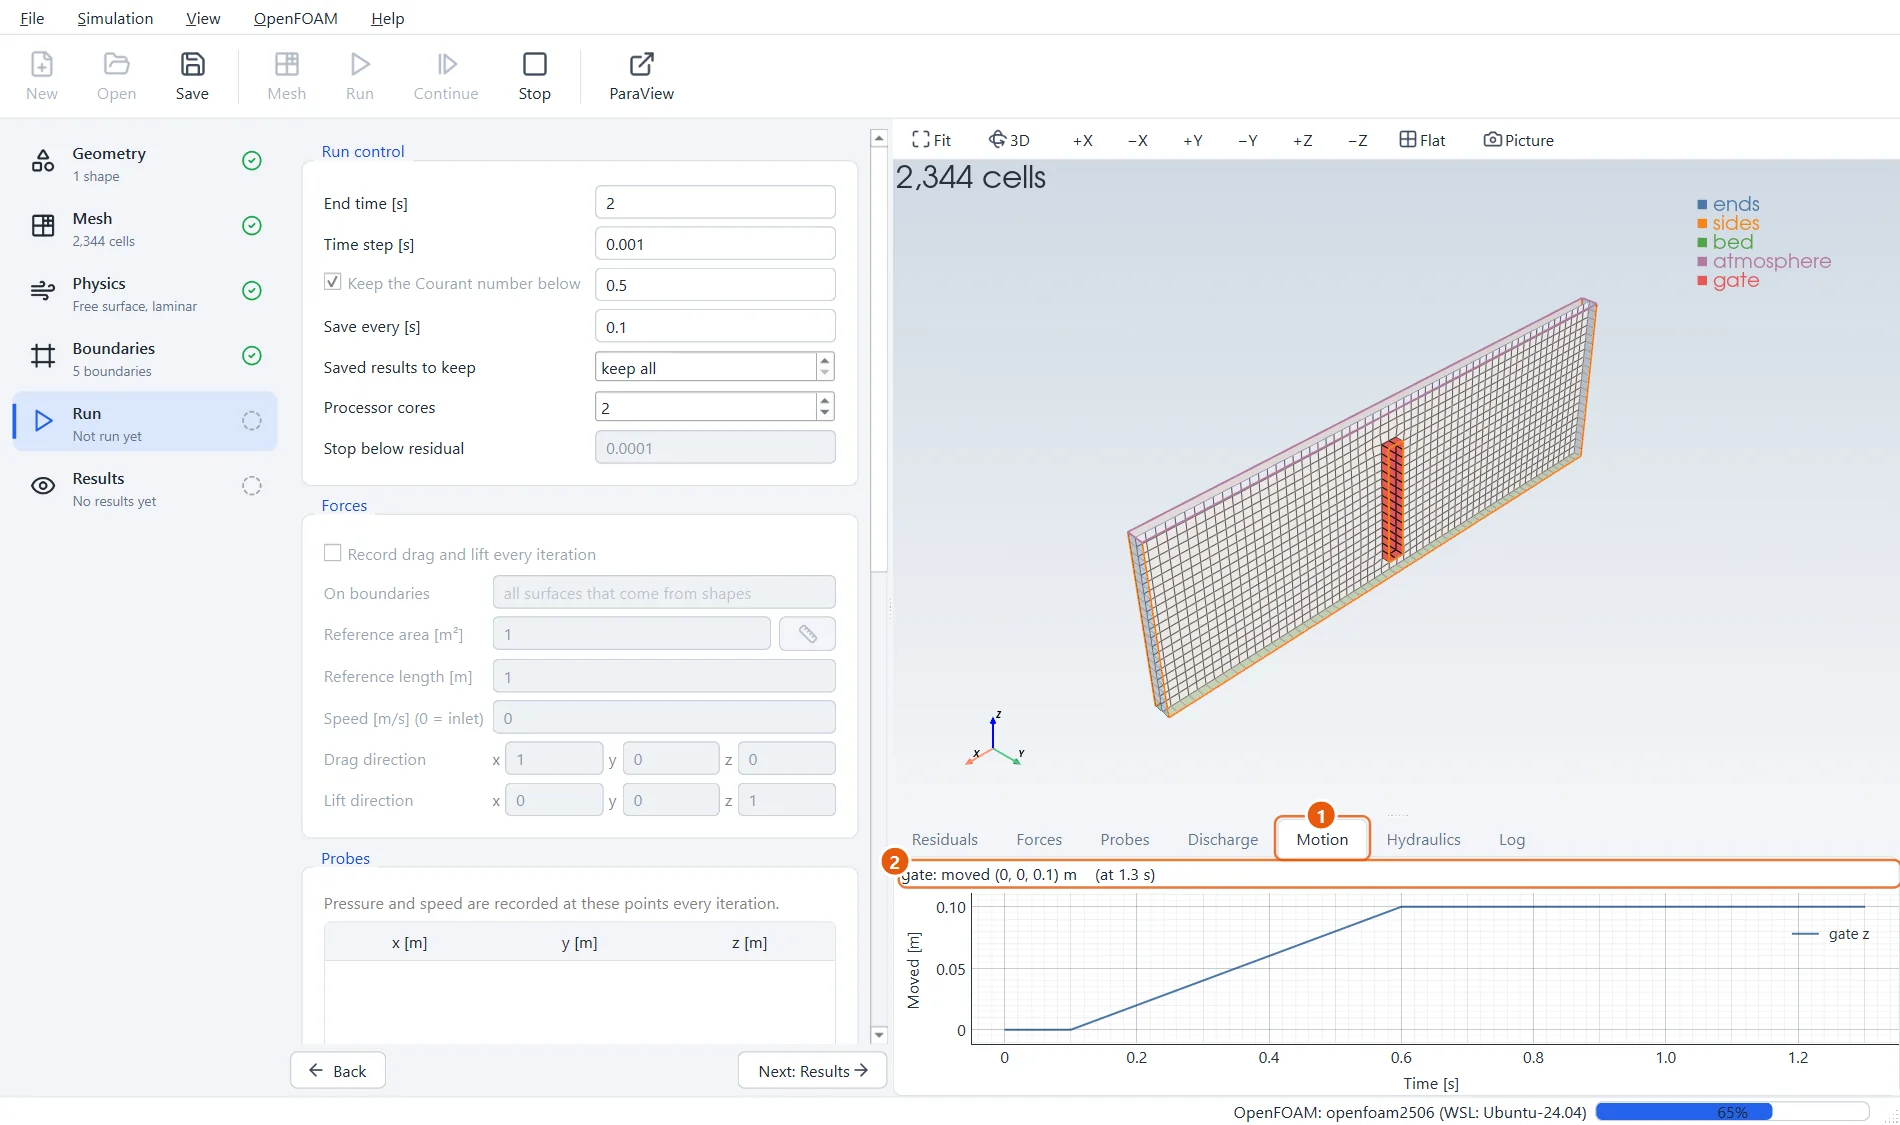 File Simulation View OpenFOAM Help
New Open Save Mesh Run Continue Stop ParaView
Geometry
1 shape
Mesh
2,344 cells
Physics
Free surface, laminar
Boundaries
5 boundaries
Run
Not run yet
Results
No results yet
Run control
End time [s] 2
Time step [s] 0.001
Keep the Courant number below 0.5
Save every [s] 0.1
Saved results to keep keep all
Processor cores 2
Stop below residual 0.0001
Forces
Record drag and lift every iteration
On boundaries all surfaces that come from shapes
Reference area [m²] 1
Reference length [m] 1
Speed [m/s] (0 = inlet) 0
Drag direction x 1 y 0 z 0
Lift direction x 0 y 0 z 1
Probes
Pressure and speed are recorded at these points every iteration.
x [m] y [m] z [m]
Back Next: Results
Fit 3D +X −X +Y −Y +Z −Z Flat Picture
2,344 cells
ends
sides
bed
atmosphere
gate
Z
X Y
1
Residuals Forces Probes Discharge Motion Hydraulics Log
2
gate: moved (0, 0, 0.1) m (at 1.3 s)
0.10
0.05
0
Moved [m]
gate z
0 0.2 0.4 0.6 0.8 1.0 1.2
Time [s]
OpenFOAM: openfoam2506 (WSL: Ubuntu-24.04) 65%